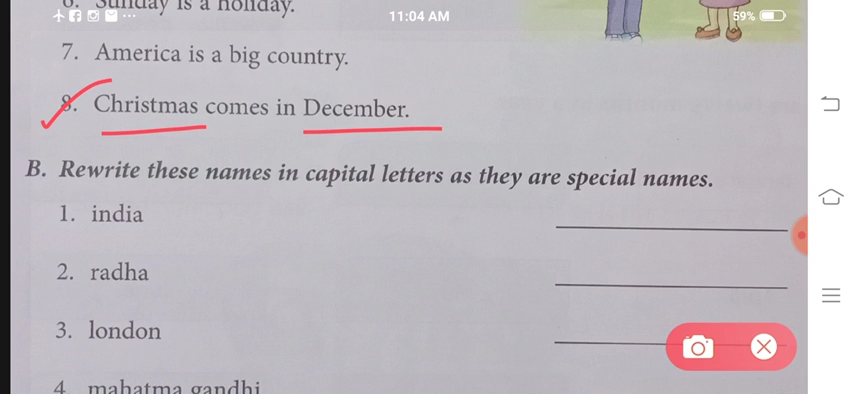 6. Sunday is a holiday.
11:04 AM
59%
7. America is a big country.
8. Christmas comes in December.
B. Rewrite these names in capital letters as they are special names.
1. india
2. radha
3. london
4 mahatma gandhi